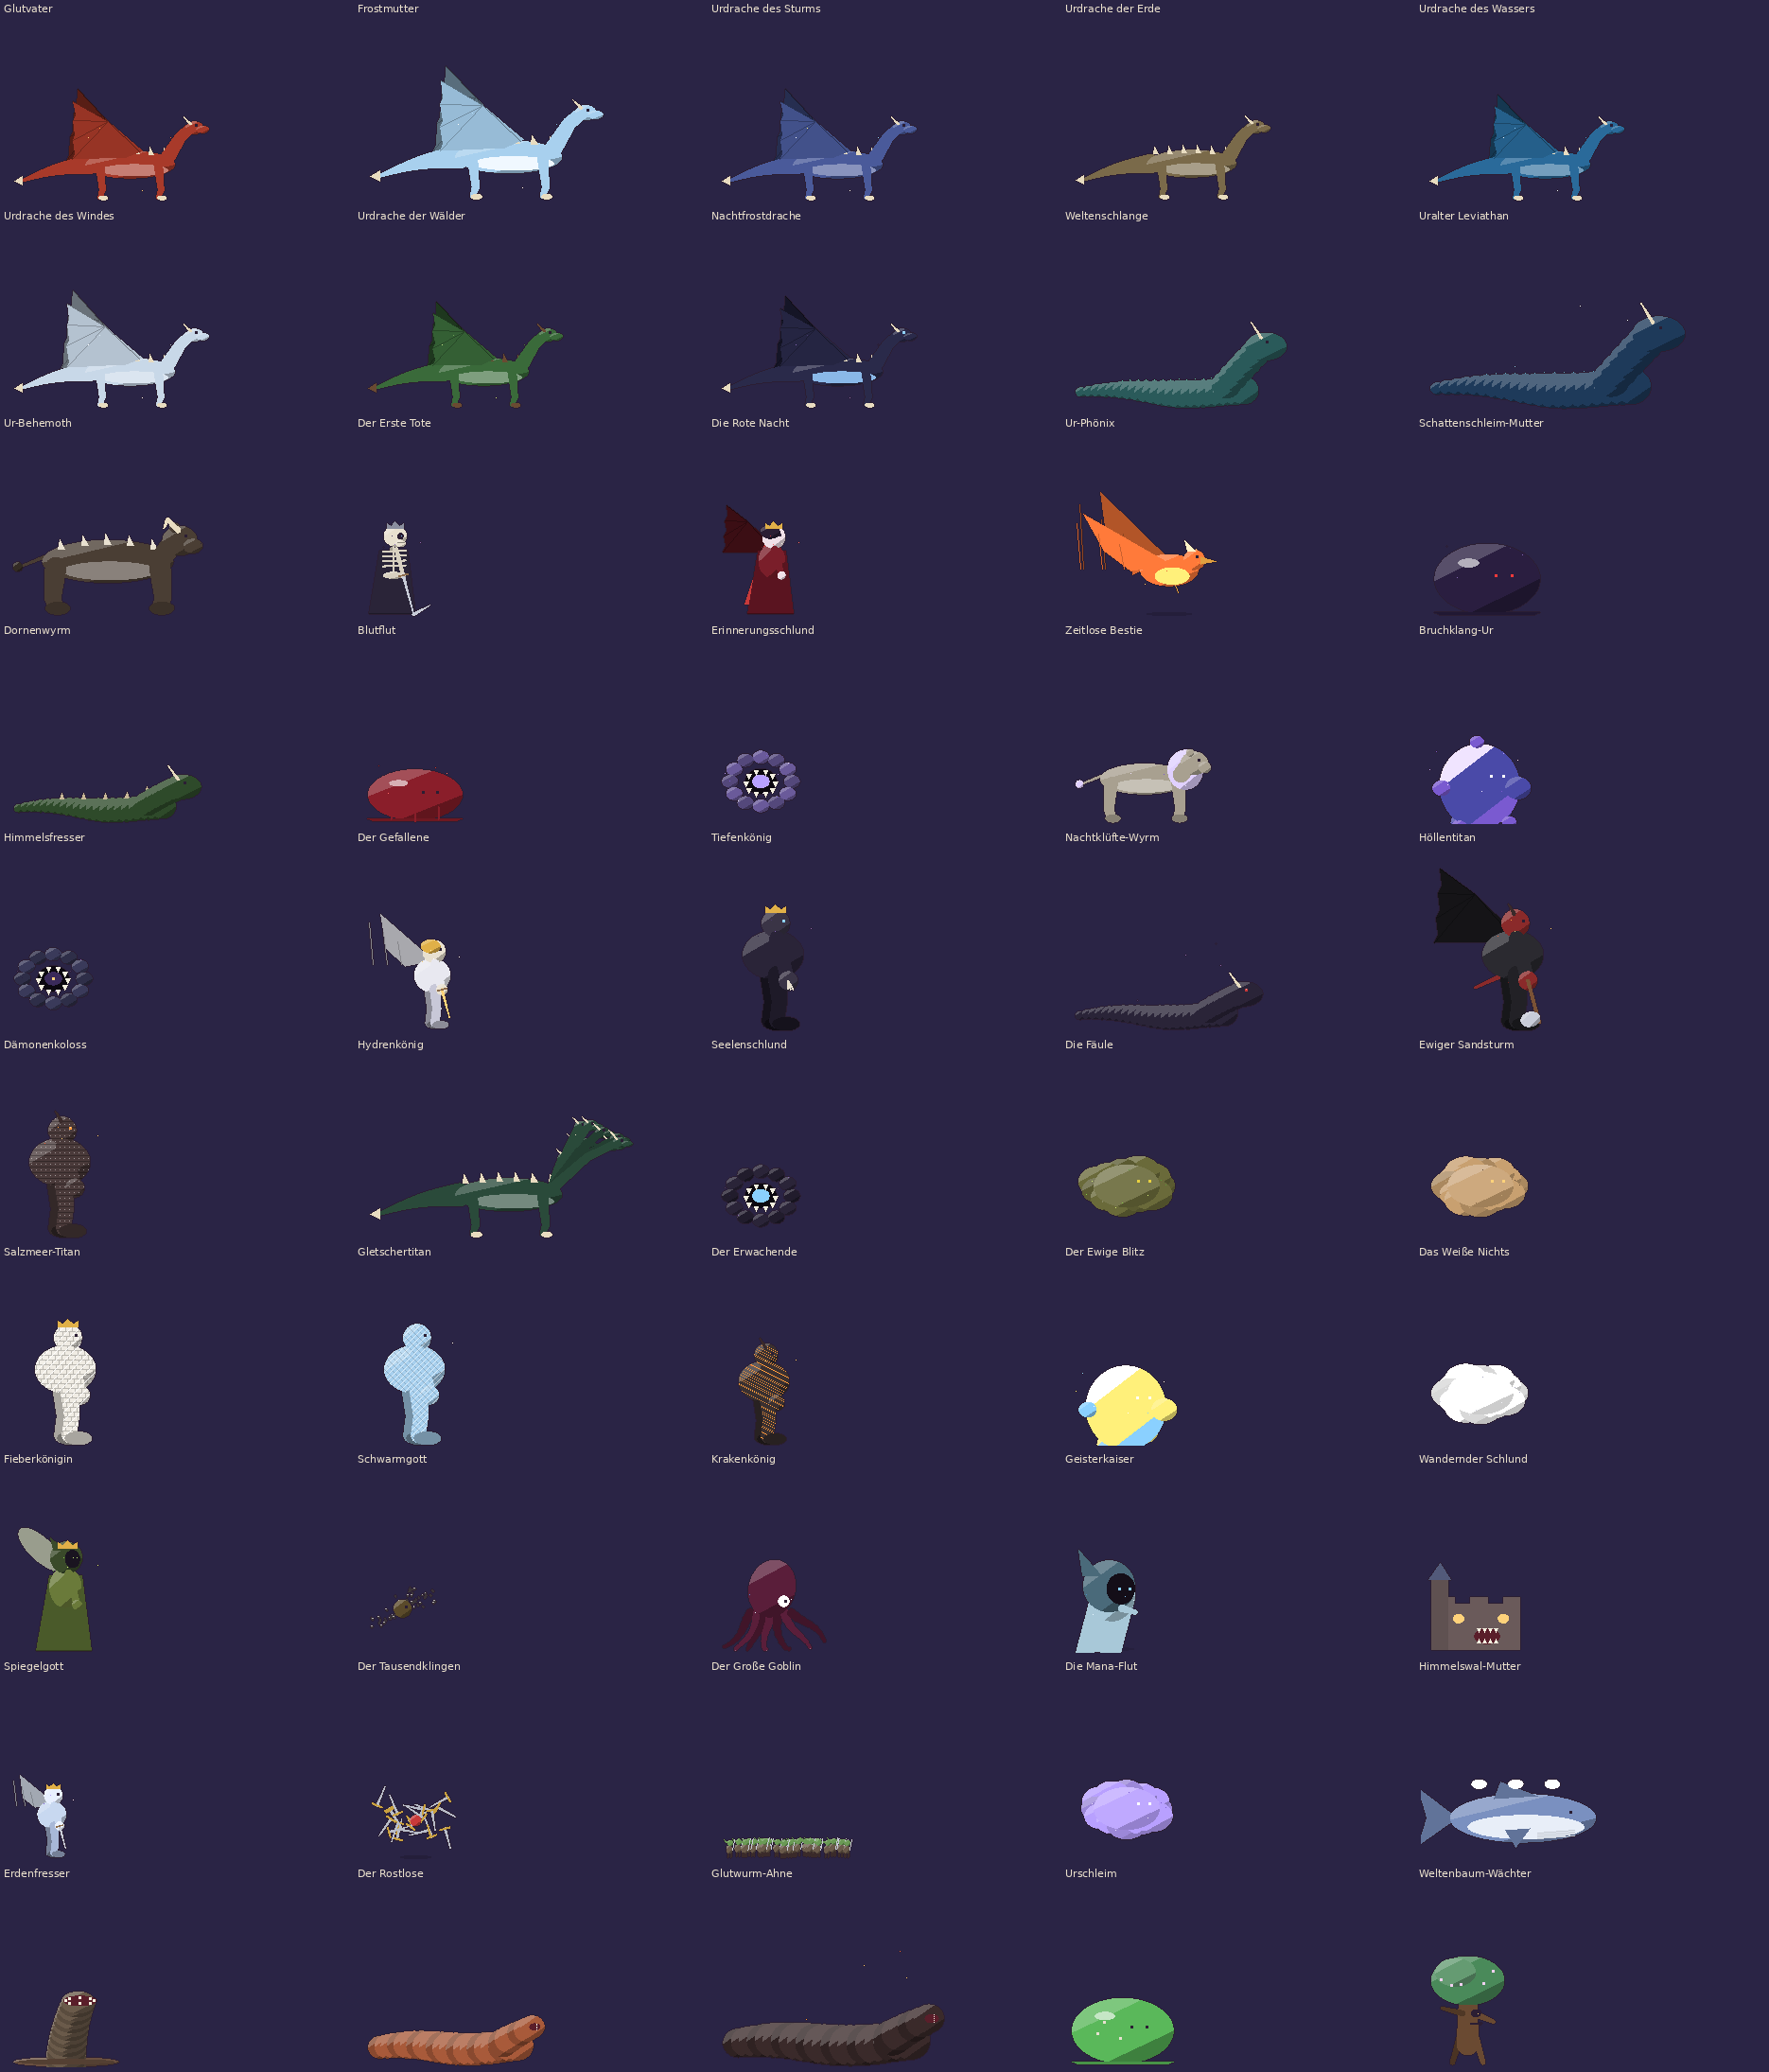 Glutvater
Frostmutter
Urdrache des Sturms
Urdrache der Erde
Urdrache des Wassers
Urdrache des Windes
Urdrache der Wälder
Nachtfrostdrache
Weltenschlange
Uralter Leviathan
Ur-Behemoth
Der Erste Tote
Die Rote Nacht
Ur-Phönix
Schattenschleim-Mutter
Dornenwyrm
Blutflut
Erinnerungsschlund
Zeitlose Bestie
Bruchklang-Ur
Himmelsfresser
Der Gefallene
Tiefenkönig
Nachtklüfte-Wyrm
Höllentitan
Dämonenkoloss
Hydrenkönig
Seelenschlund
Die Fäule
Ewiger Sandsturm
Salzmeer-Titan
Gletschertitan
Der Erwachende
Der Ewige Blitz
Das Weiße Nichts
Fieberkönigin
Schwarmgott
Krakenkönig
Geisterkaiser
Wandernder Schlund
Spiegelgott
Der Tausendklingen
Der Große Goblin
Die Mana-Flut
Himmelswal-Mutter
Erdenfresser
Der Rostlose
Glutwurm-Ahne
Urschleim
Weltenbaum-Wächter